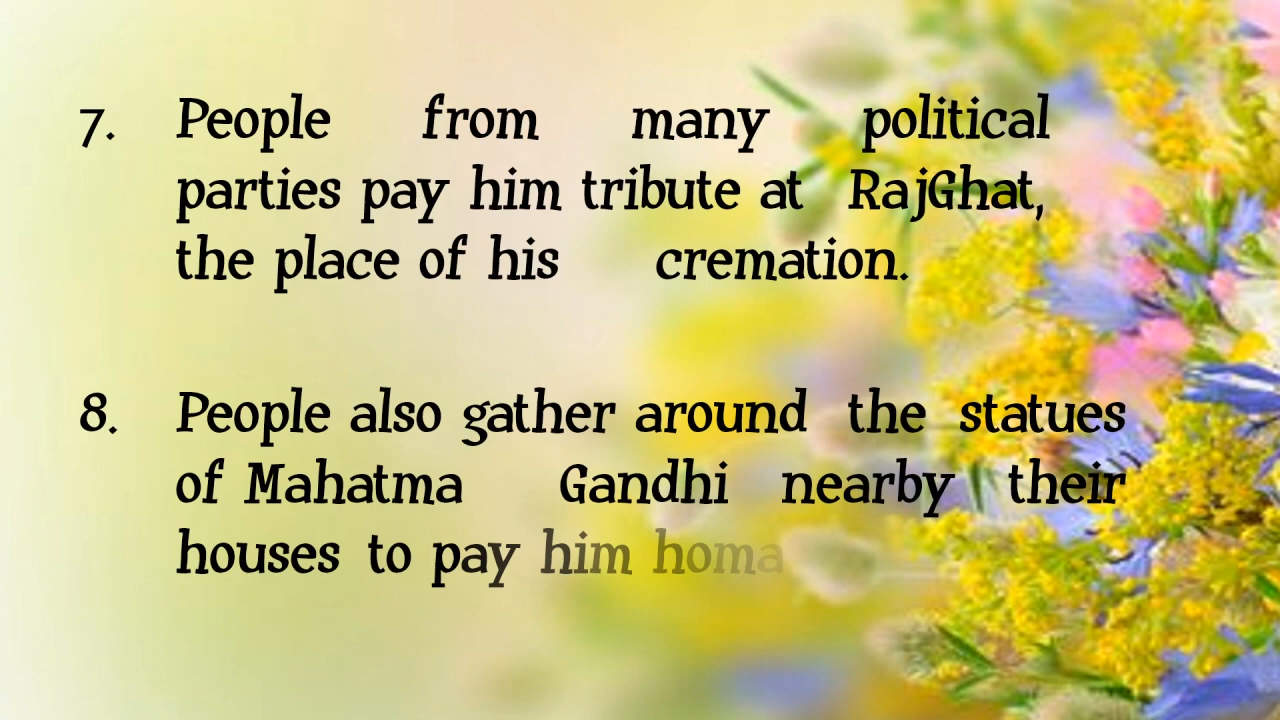 7. People from many political
parties pay him tribute at RajGhat,
the place of his cremation.
8. People also gather around the statues
of Mahatma Gandhi nearby their
houses to pay him homa